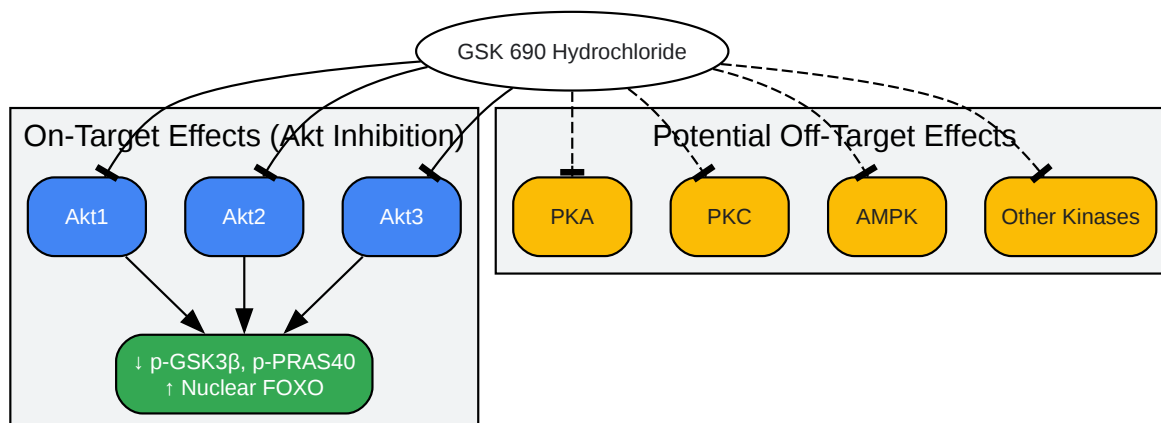 GSK 690 Hydrochloride
On-Target Effects (Akt Inhibition)
Potential Off-Target Effects
Akt1
Akt2
Akt3
PKA
PKC
AMPK
Other Kinases
↓ p-GSK3β, p-PRAS40
↑ Nuclear FOXO